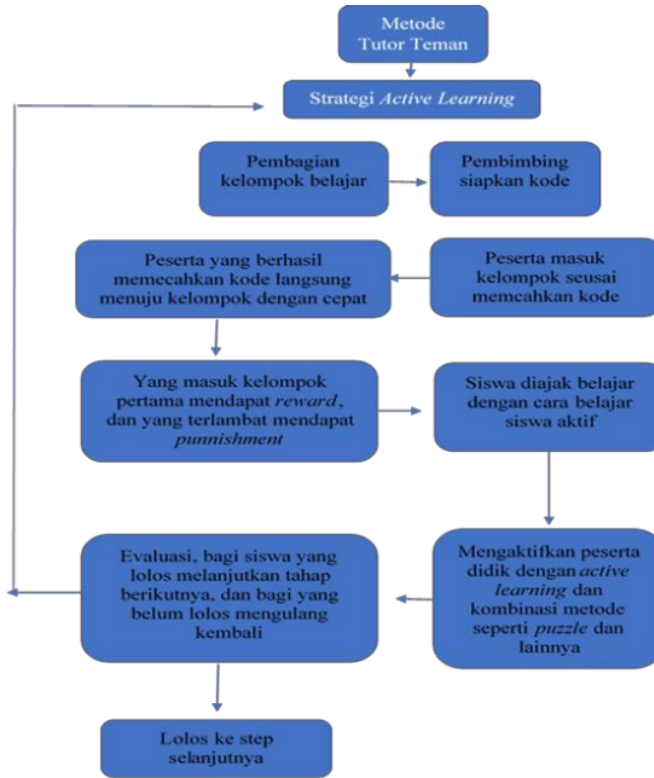 Metode
Tutor Teman
Strategi Active Learning
Pembagian
kelompok belajar
Pembimbing
siapkan kode
Peserta yang berhasil
memecahkan kode langsung
menuju kelompok dengan cepat
Peserta masuk
kelompok seusai
memcahkan kode
Yang masuk kelompok
pertama mendapat reward,
dan yang terlambat mendapat
punnishment
Siswa diajak belajar
dengan cara belajar
siswa aktif
Evaluasi, bagi siswa yang
lolos melanjutkan tahap
berikutnya, dan bagi yang
belum lolos mengulang
kembali
Mengaktifkan peserta
didik dengan active
learning dan
kombinasi metode
seperti puzzle dan
lainnya
Lolos ke step
selanjutnya